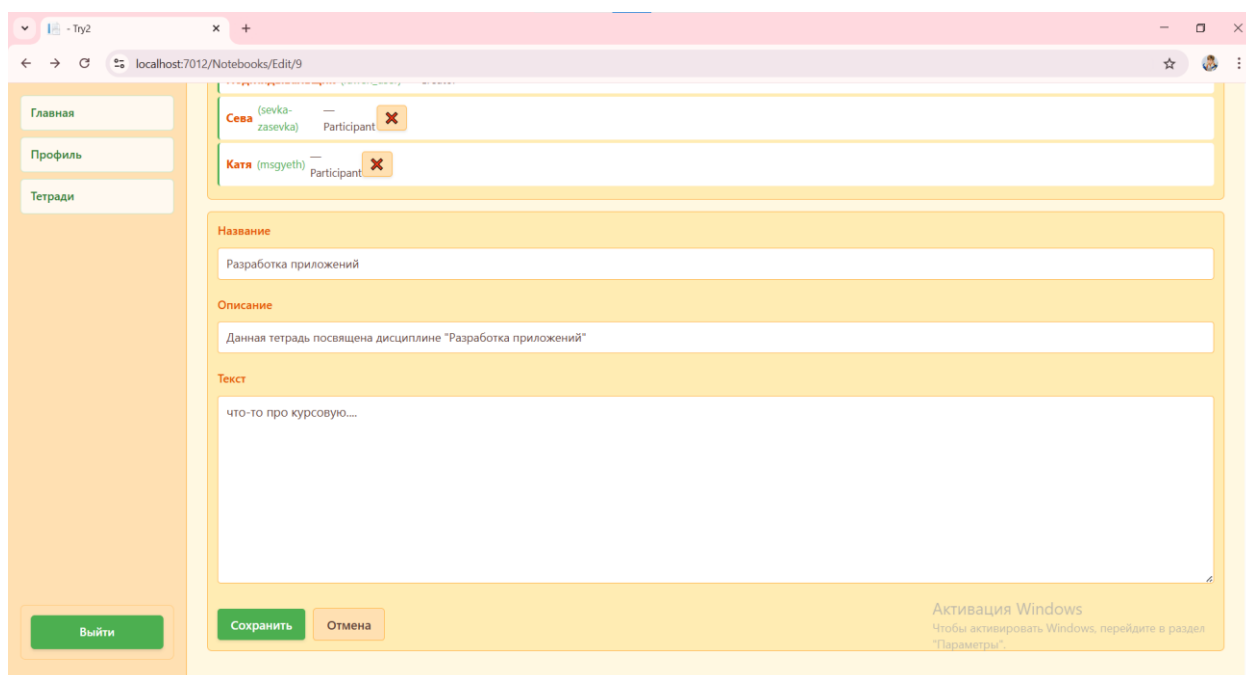 - Try2
localhost:7012/Notebooks/Edit/9
Главная
Профиль
Тетради
Сева (sevka-zasevka) — Participant
Катя (msgyeth) — Participant
Название
Разработка приложений
Описание
Данная тетрадь посвящена дисциплине "Разработка приложений"
Текст
что-то про курсовую....
Сохранить
Отмена
Выйти
Активация Windows
Чтобы активировать Windows, перейдите в раздел
"Параметры".